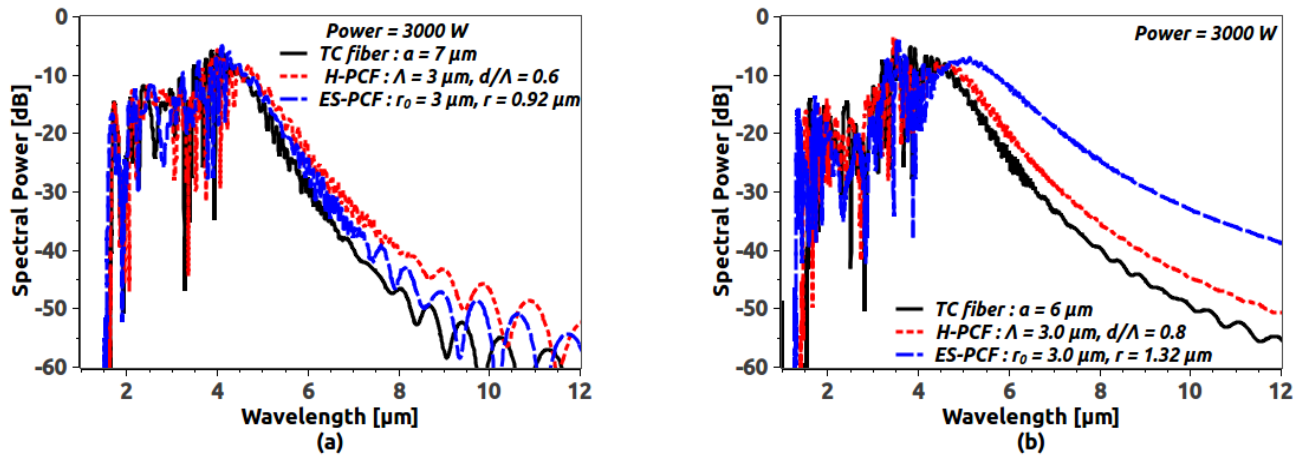 0
-10
-20
-30
-40
-50
-60
Spectral Power [dB]
Power = 3000 W
TC fiber : a = 7 μm
H-PCF : Λ = 3 μm, d/Λ = 0.6
ES-PCF : r₀ = 3 μm, r = 0.92 μm
2 4 6 8 10 12
Wavelength [μm]
(a)
0
-10
-20
-30
-40
-50
-60
Spectral Power [dB]
Power = 3000 W
TC fiber : a = 6 μm
H-PCF : Λ = 3.0 μm, d/Λ = 0.8
ES-PCF : r₀ = 3.0 μm, r = 1.32 μm
2 4 6 8 10 12
Wavelength [μm]
(b)